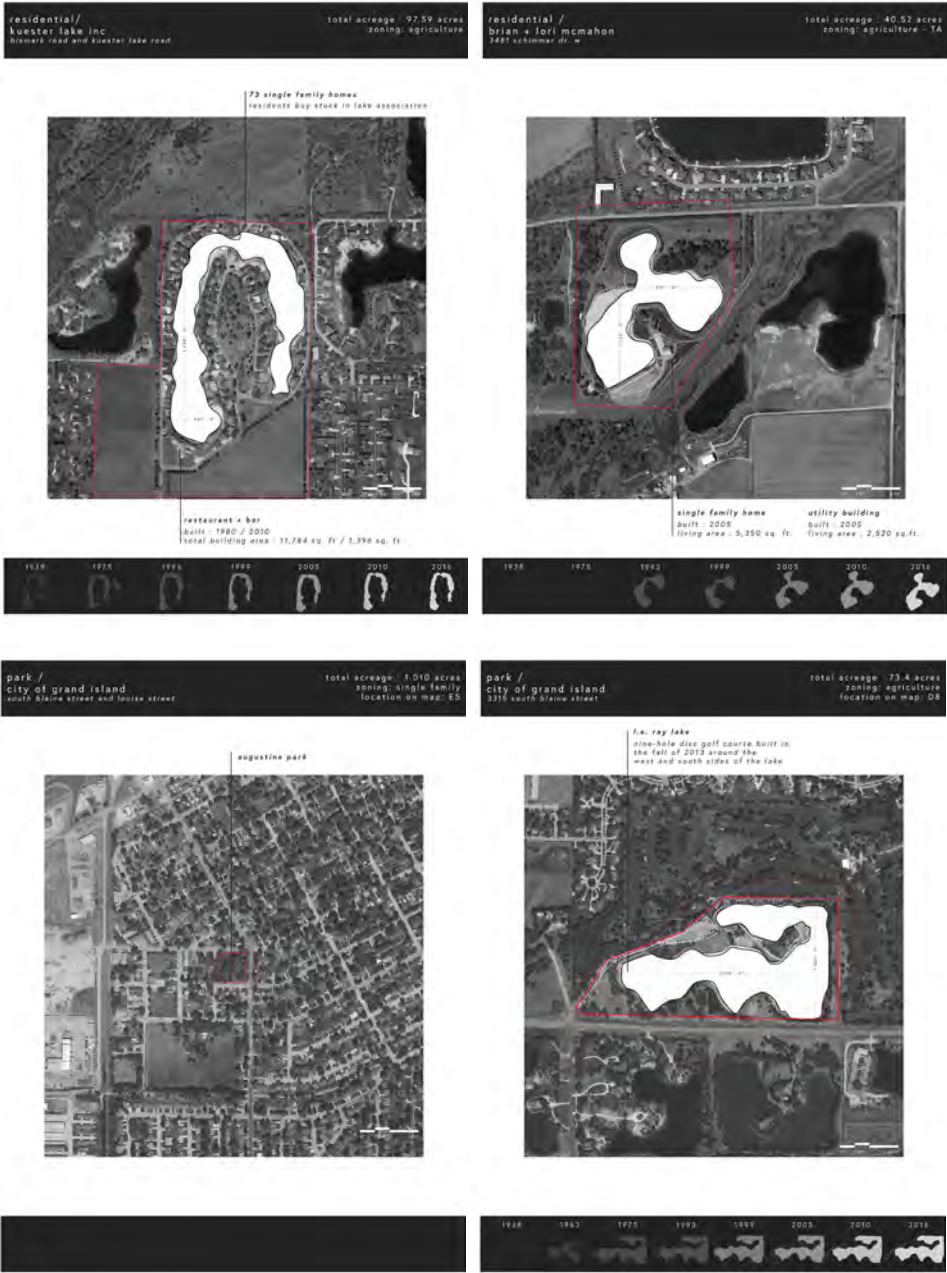 residential/
kuester lake inc
bismark road and kuester lake road
total acreage : 97.59 acres
zoning: agriculture
73 single family homes
residents buy stock in lake association
restaurant + bar
built : 1980 / 2010
total building area : 11,784 sq. ft / 1,396 sq. ft
1938 1975 1999 2005 2010 2016
residential /
brian + lori mcmahon
3481 schimmer dr. w
total acreage : 40.52 acres
zoning: agriculture - TA
single family home
built : 2005
living area : 5,350 sq. ft.
utility building
built : 2005
living area : 2,520 sq.ft.
1938 1975 1993 1999 2005 2010 2016
park /
city of grand island
south blaine street and louise street
total acreage : 1.010 acres
zoning: single family
location on map: E5
augustine park
park /
city of grand island
3315 south blaine street
total acreage : 73.4 acres
zoning: agriculture
location on map: D8
l.e. ray lake
nine-hole disc golf course built in
the fall of 2013 around the
west and south sides of the lake
1938 1963 1975 1993 1999 2005 2010 2016